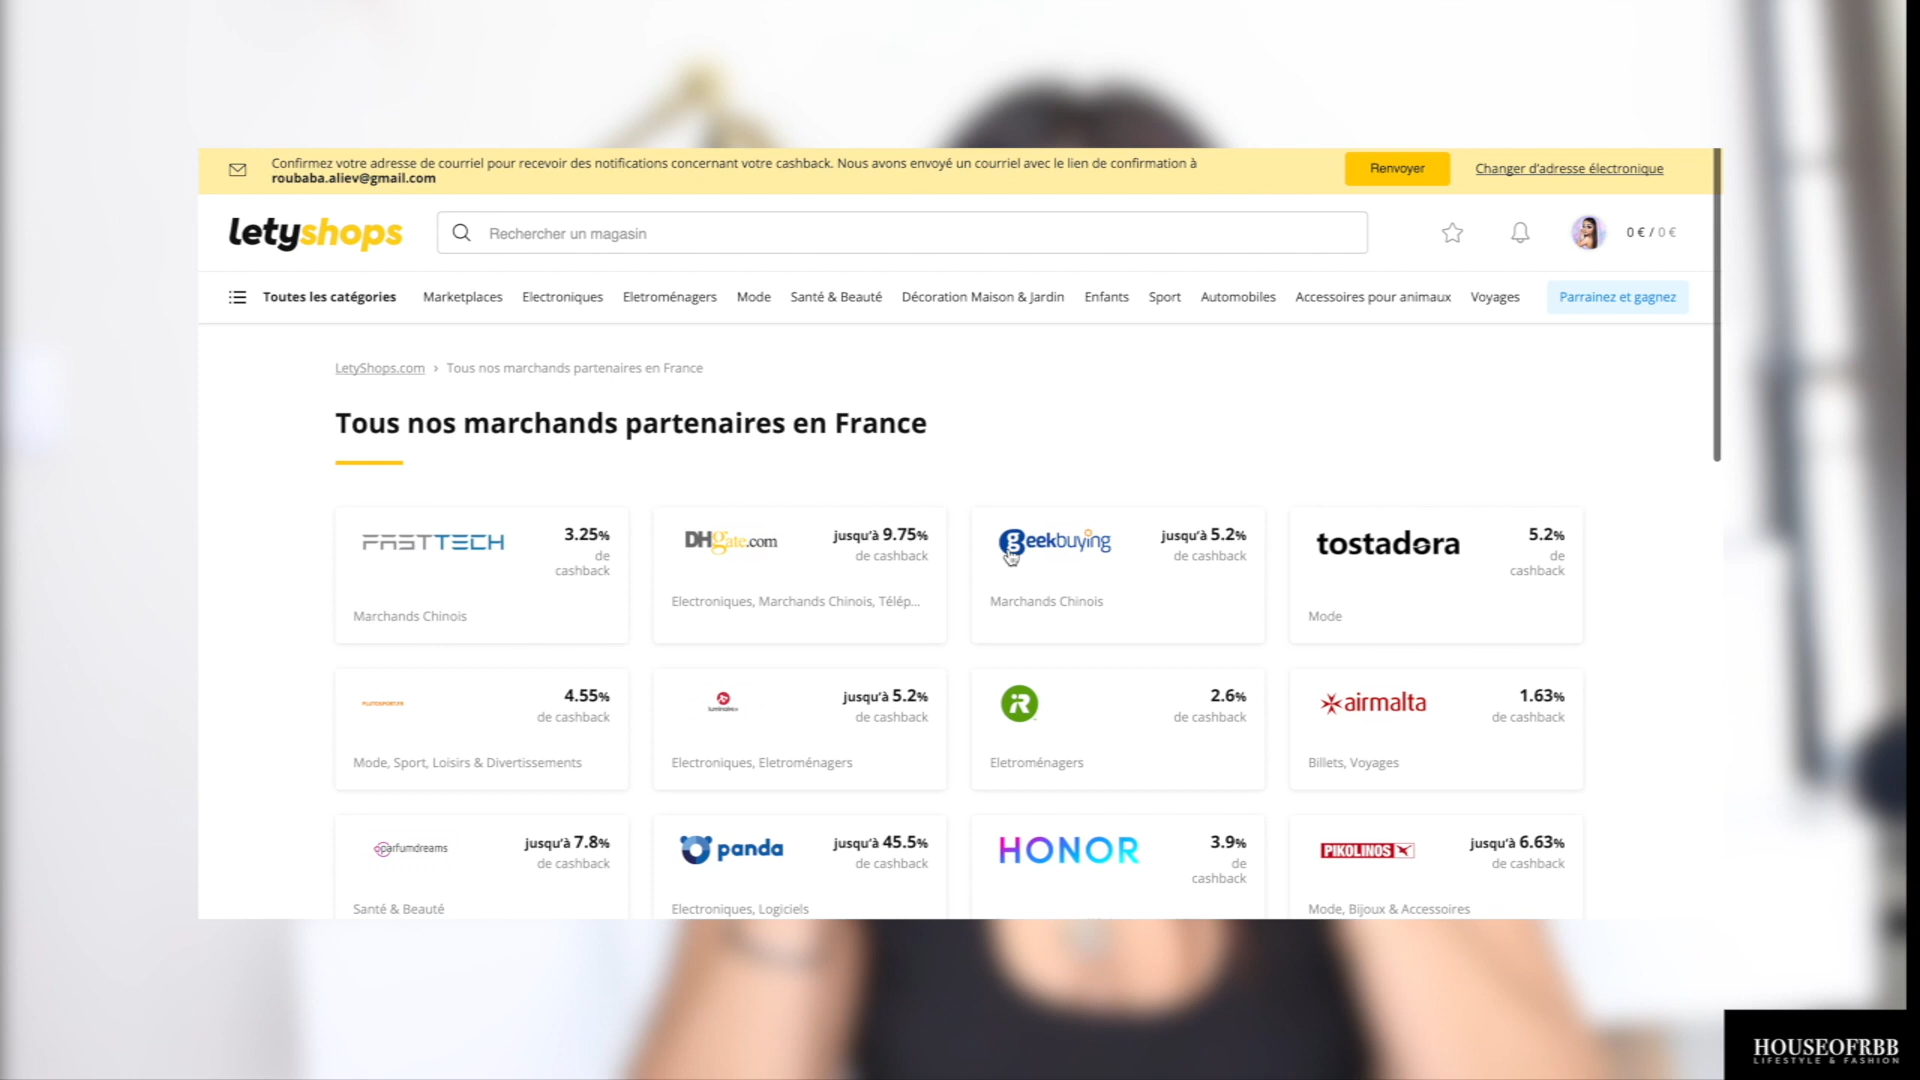 Confirmez votre adresse de courriel pour recevoir des notifications concernant votre cashback. Nous avons envoyé un courriel avec le lien de confirmation à
roubaba.aliev@gmail.com
Renvoyer
Changer d'adresse électronique
letyshops
Rechercher un magasin
0 € / 0 €
Toutes les catégories
Marketplaces
Electroniques
Eletroménagers
Mode
Santé & Beauté
Décoration Maison & Jardin
Enfants
Sport
Automobiles
Accessoires pour animaux
Voyages
Parrainez et gagnez
LetyShops.com › Tous nos marchands partenaires en France
Tous nos marchands partenaires en France
FASTTECH
3.25%
de
cashback
Marchands Chinois
DHgate.com
jusqu'à 9.75%
de cashback
Electroniques, Marchands Chinois, Télép...
geekbuying
jusqu'à 5.2%
de cashback
Marchands Chinois
tostadora
5.2%
de
cashback
Mode
PLUTOSPORT.FR
4.55%
de cashback
Mode, Sport, Loisirs & Divertissements
luminaire
jusqu'à 5.2%
de cashback
Electroniques, Eletroménagers
iR
2.6%
de cashback
Eletroménagers
airmalta
1.63%
de cashback
Billets, Voyages
parfumdreams
jusqu'à 7.8%
de cashback
Santé & Beauté
panda
jusqu'à 45.5%
de cashback
Electroniques, Logiciels
HONOR
3.9%
de
cashback
PIKOLINOS
jusqu'à 6.63%
de cashback
Mode, Bijoux & Accessoires
HOUSEOFRBB
LIFESTYLE & FASHION